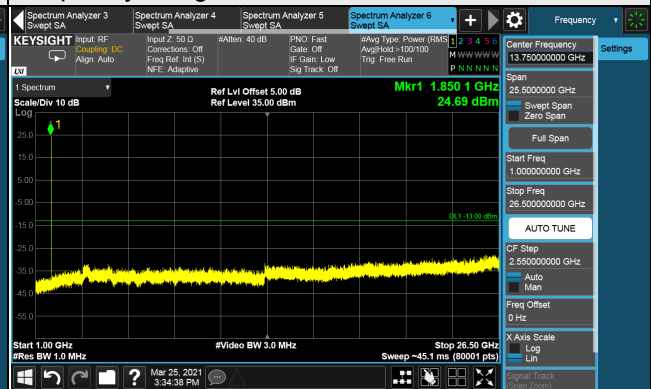 Spectrum Analyzer 3
Swept SA
Spectrum Analyzer 4
Swept SA
Spectrum Analyzer 5
Swept SA
Spectrum Analyzer 6
Swept SA
Frequency
KEYSIGHT
LXI
Input: RF
Coupling: DC
Align: Auto
Input Z: 50 Ω
Corrections: Off
Freq Ref: Int (S)
NFE: Adaptive
#Atten: 40 dB
PNO: Fast
Gate: Off
IF Gain: Low
Sig Track: Off
#Avg Type: Power (RMS
Avg|Hold:>100/100
Trig: Free Run
1 2 3 4 5 6
M W W W W W
P N N N N N
1 Spectrum
Scale/Div 10 dB
Ref Lvl Offset 5.00 dB
Ref Level 35.00 dBm
Mkr1 1.850 1 GHz
24.69 dBm
Log
1
25.0
15.0
5.00
-5.00
-15.0
-25.0
-35.0
-45.0
-55.0
DL1 -13.00 dBm
Start 1.00 GHz
#Res BW 1.0 MHz
#Video BW 3.0 MHz
Stop 26.50 GHz
Sweep ~45.1 ms (80001 pts)
Mar 25, 2021
3:34:38 PM
Center Frequency
13.750000000 GHz
Settings
Span
25.5000000 GHz
Swept Span
Zero Span
Full Span
Start Freq
1.000000000 GHz
Stop Freq
26.500000000 GHz
AUTO TUNE
CF Step
2.550000000 GHz
Auto
Man
Freq Offset
0 Hz
X Axis Scale
Log
Lin
Signal Track
(Span Zoom)